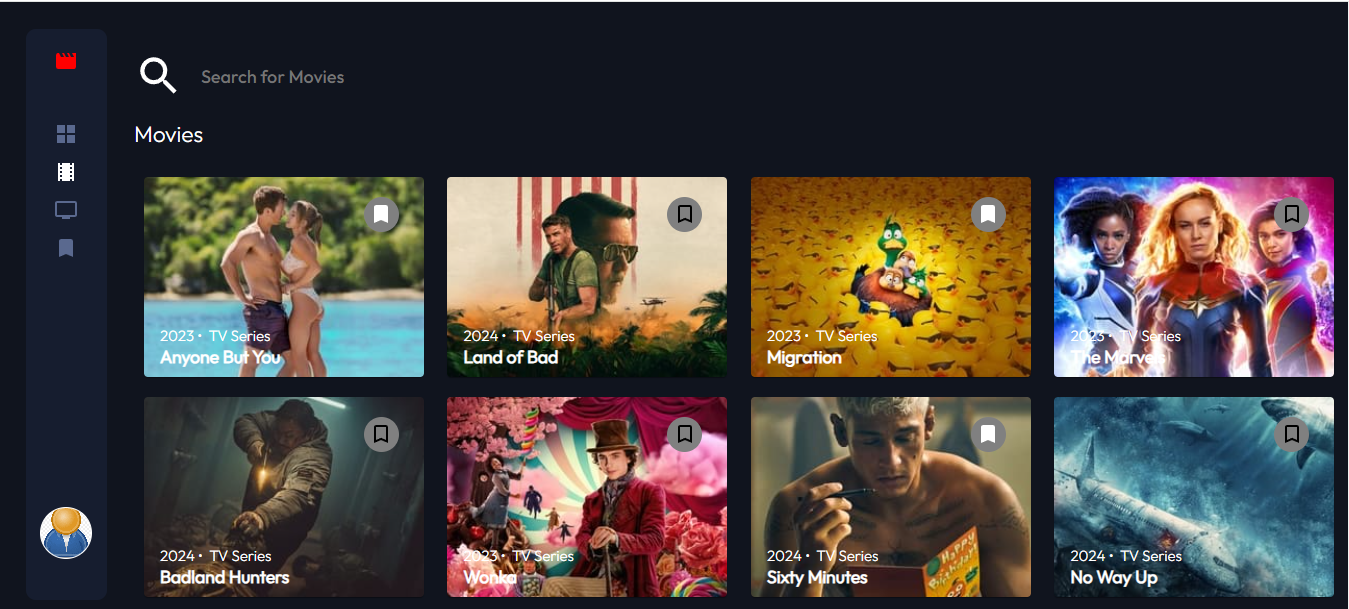 Search for Movies
Movies
2023 • TV Series
Anyone But You
2024 • TV Series
Land of Bad
2023 • TV Series
Migration
2023 • TV Series
The Marvels
2024 • TV Series
Badland Hunters
2023 • TV Series
Wonka
2024 • TV Series
Sixty Minutes
Happy
Birthday
2024 • TV Series
No Way Up